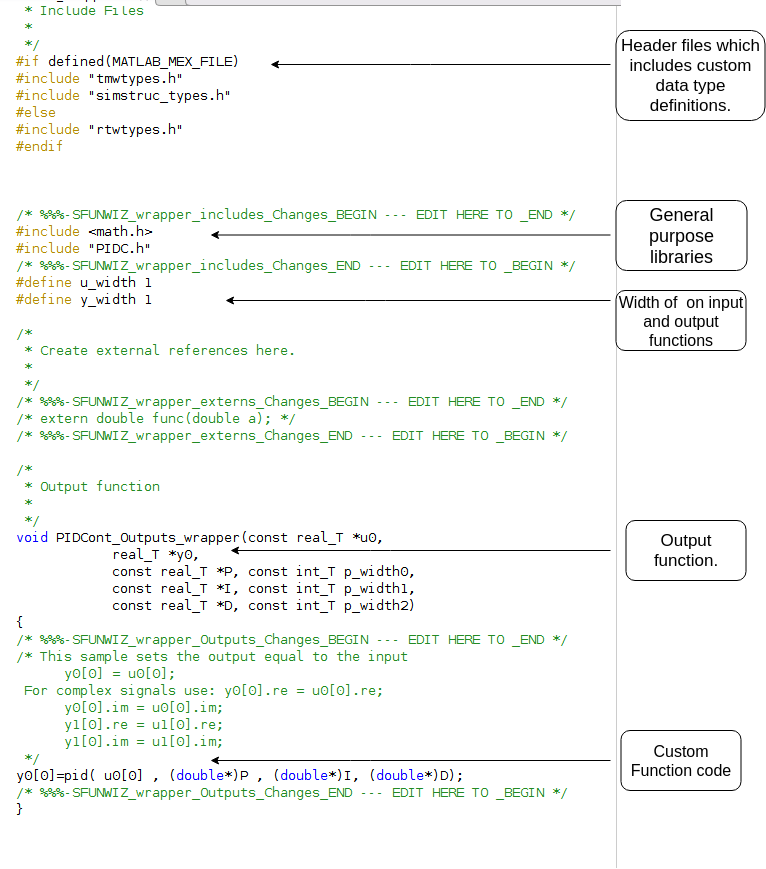 * Include Files
*
*/
#if defined(MATLAB_MEX_FILE)
#include "tmwtypes.h"
#include "simstruc_types.h"
#else
#include "rtwtypes.h"
#endif
Header files which
includes custom
data type
definitions.
/* %%%-SFUNWIZ_wrapper_includes_Changes_BEGIN --- EDIT HERE TO _END */
#include <math.h>
#include "PIDC.h"
/* %%%-SFUNWIZ_wrapper_includes_Changes_END --- EDIT HERE TO _BEGIN */
#define u_width 1
#define y_width 1
General
purpose
libraries
Width of  on input
and output
functions
/*
* Create external references here.
*
*/
/* %%%-SFUNWIZ_wrapper_externs_Changes_BEGIN --- EDIT HERE TO _END */
/* extern double func(double a); */
/* %%%-SFUNWIZ_wrapper_externs_Changes_END --- EDIT HERE TO _BEGIN */
/*
* Output function
*
*/
void PIDCont_Outputs_wrapper(const real_T *u0,
real_T *y0,
const real_T *P, const int_T p_width0,
const real_T *I, const int_T p_width1,
const real_T *D, const int_T p_width2)
{
Output
function.
/* %%%-SFUNWIZ_wrapper_Outputs_Changes_BEGIN --- EDIT HERE TO _END */
/* This sample sets the output equal to the input
y0[0] = u0[0];
For complex signals use: y0[0].re = u0[0].re;
y0[0].im = u0[0].im;
y1[0].re = u1[0].re;
y1[0].im = u1[0].im;
*/
y0[0]=pid( u0[0] , (double*)P , (double*)I, (double*)D);
/* %%%-SFUNWIZ_wrapper_Outputs_Changes_END --- EDIT HERE TO _BEGIN */
}
Custom
Function code